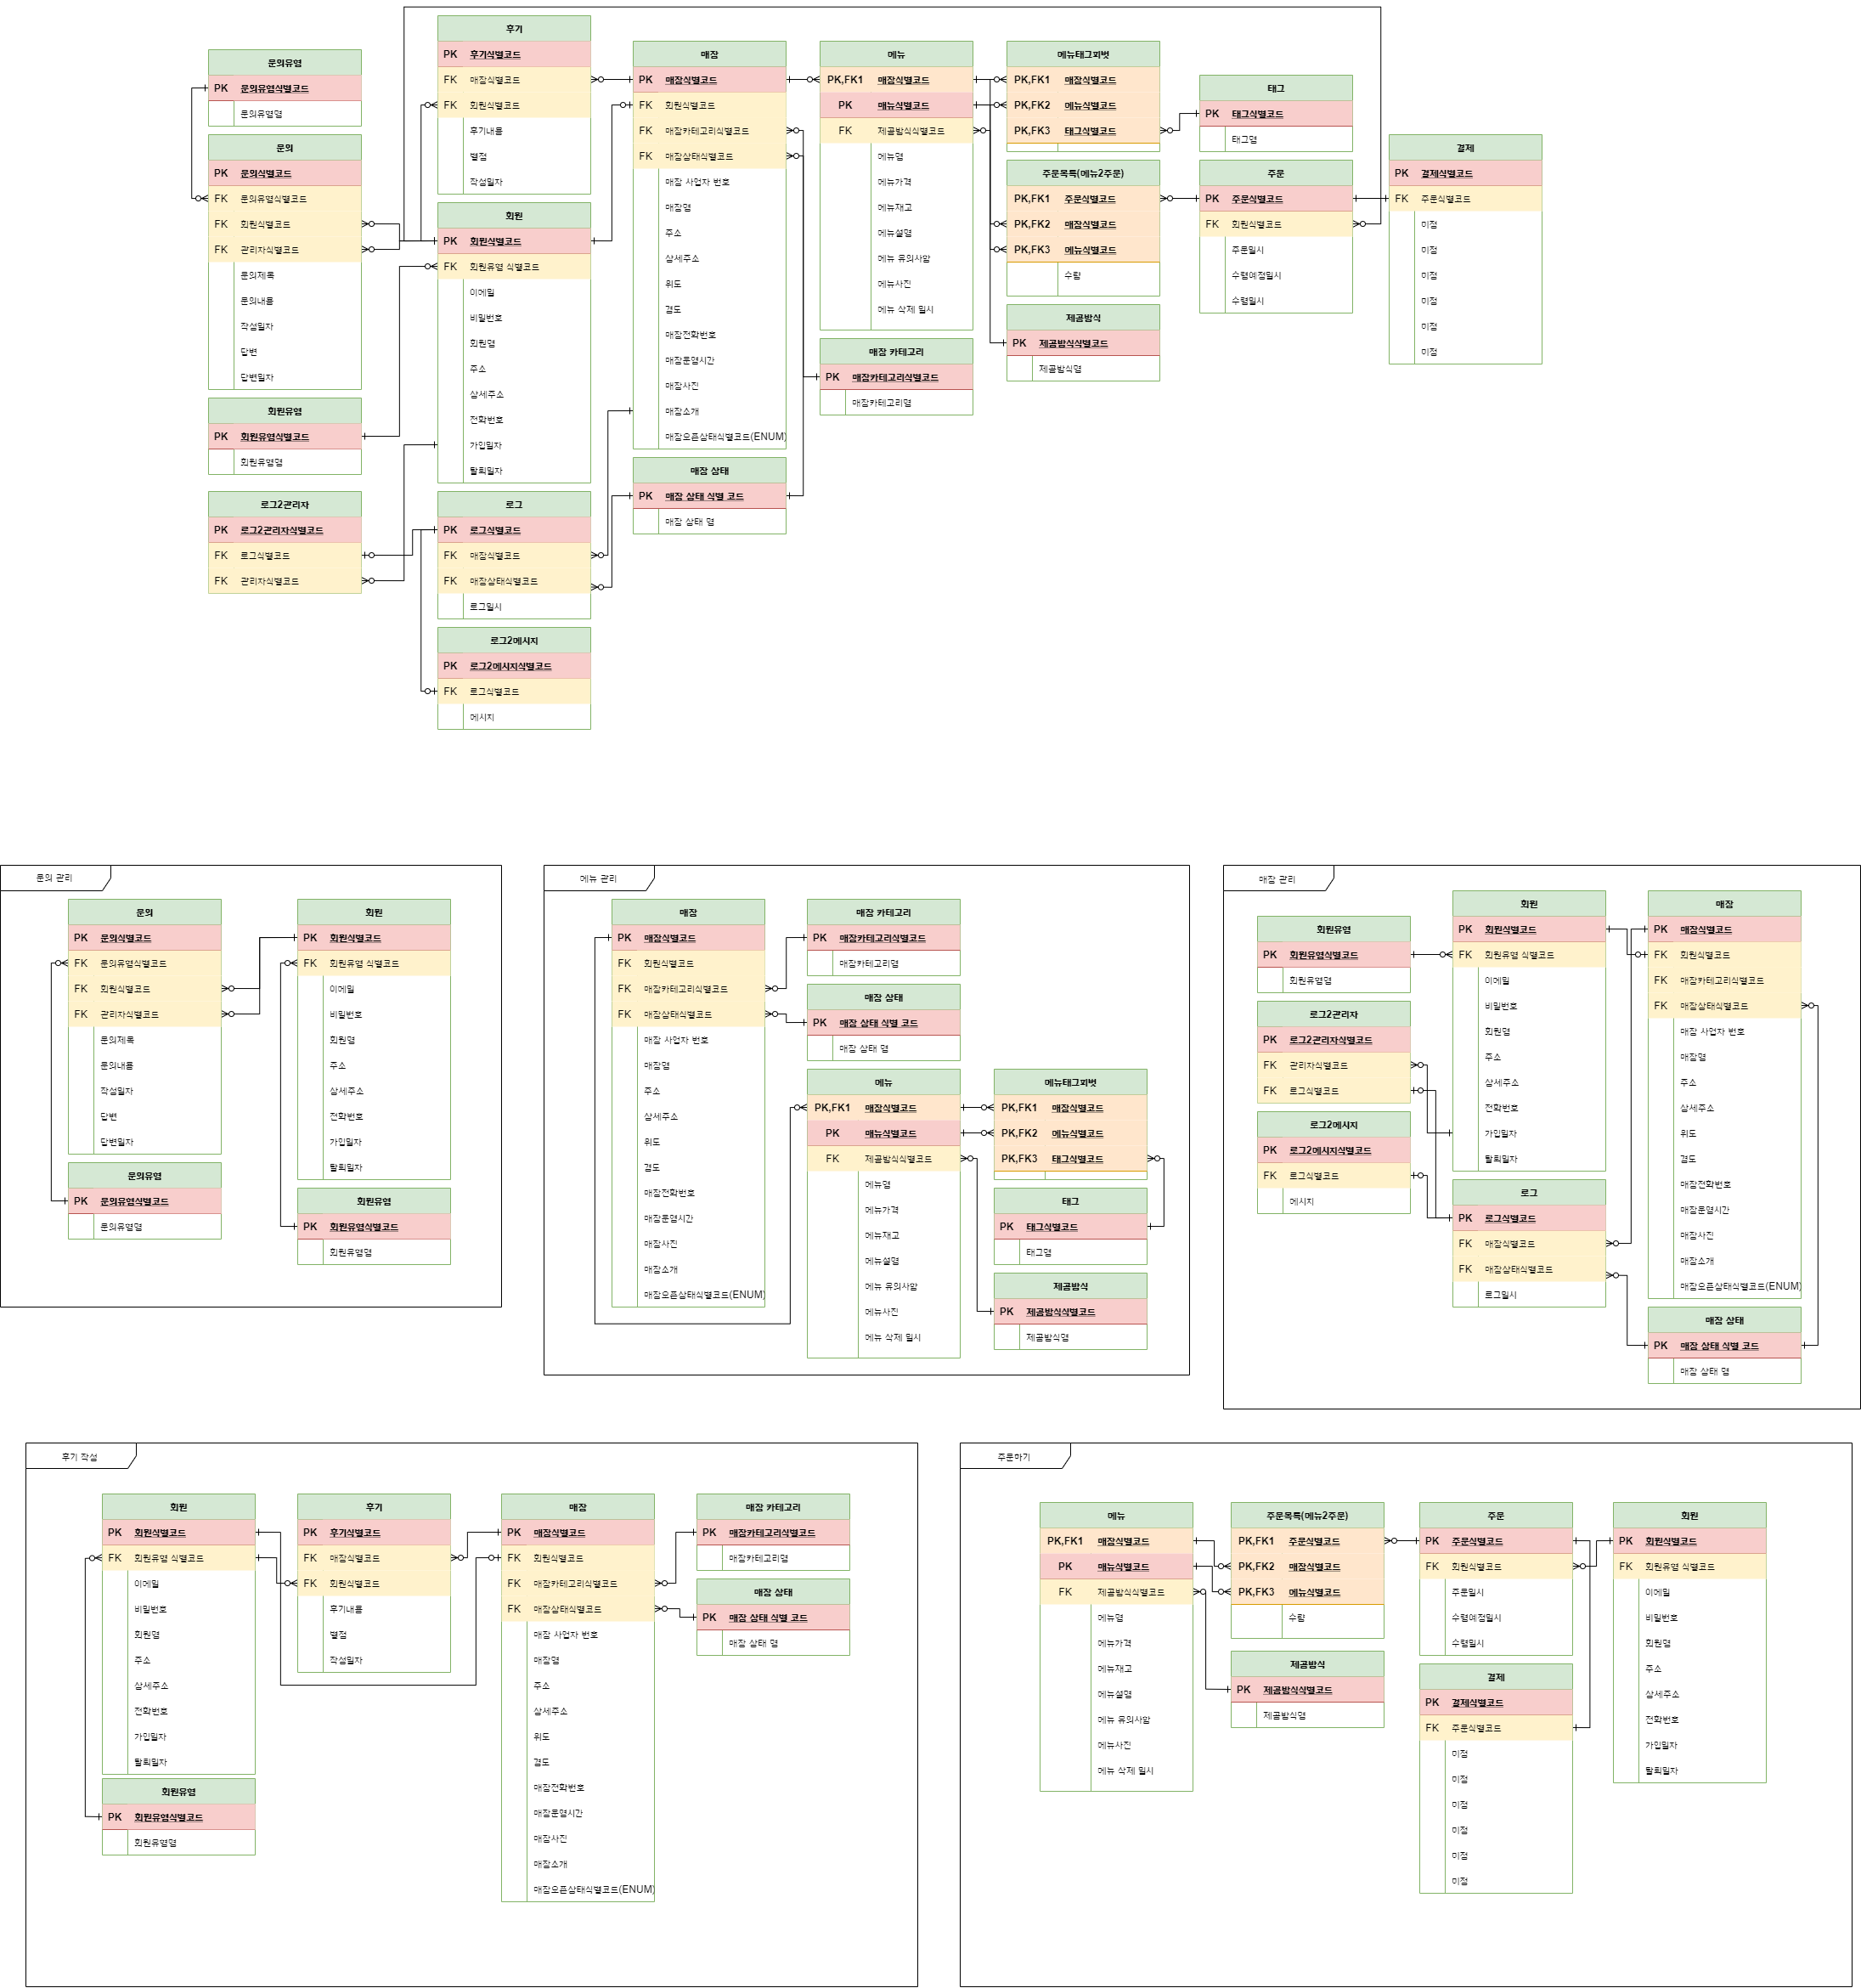 문의유형
PK 문의유형식별코드
문의유형명
문의
PK 문의식별코드
FK 문의유형식별코드
FK 회원식별코드
FK 관리자식별코드
문의제목
문의내용
작성일자
답변
답변일자
회원유형
PK 회원유형식별코드
회원유형명
로그2관리자
PK 로그2관리자식별코드
FK 로그식별코드
FK 관리자식별코드
후기
PK 후기식별코드
FK 매장식별코드
FK 회원식별코드
후기내용
별점
작성일자
회원
PK 회원식별코드
FK 회원유형 식별코드
이메일
비밀번호
회원명
주소
상세주소
전화번호
가입일자
탈퇴일자
로그
PK 로그식별코드
FK 매장식별코드
FK 매장상태식별코드
로그일시
로그2메시지
PK 로그2메시지식별코드
FK 로그식별코드
메시지
매장
PK 매장식별코드
FK 회원식별코드
FK 매장카테고리식별코드
FK 매장상태식별코드
매장 사업자 번호
매장명
주소
상세주소
위도
경도
매장전화번호
매장운영시간
매장사진
매장소개
매장오픈상태식별코드(ENUM)
매장 상태
PK 매장 상태 식별 코드
매장 상태 명
메뉴
PK,FK1 매장식별코드
PK 매뉴식별코드
FK 제공방식식별코드
메뉴명
메뉴가격
메뉴재고
메뉴설명
메뉴 유의사항
메뉴사진
메뉴 삭제 일시
매장 카테고리
PK 매장카테고리식별코드
매장카테고리명
메뉴태그피벗
PK,FK1 매장식별코드
PK,FK2 메뉴식별코드
PK,FK3 태그식별코드
주문목록(메뉴2주문)
PK,FK1 주문식별코드
PK,FK2 매장식별코드
PK,FK3 메뉴식별코드
수량
제공방식
PK 제공방식식별코드
제공방식명
태그
PK 태그식별코드
태그명
주문
PK 주문식별코드
FK 회원식별코드
주문일시
수령예정일시
수령일시
결제
PK 결제식별코드
FK 주문식별코드
미정
미정
미정
미정
미정
미정
문의 관리
문의
PK 문의식별코드
FK 문의유형식별코드
FK 회원식별코드
FK 관리자식별코드
문의제목
문의내용
작성일자
답변
답변일자
문의유형
PK 문의유형식별코드
문의유형명
회원
PK 회원식별코드
FK 회원유형 식별코드
이메일
비밀번호
회원명
주소
상세주소
전화번호
가입일자
탈퇴일자
회원유형
PK 회원유형식별코드
회원유형명
메뉴 관리
매장
PK 매장식별코드
FK 회원식별코드
FK 매장카테고리식별코드
FK 매장상태식별코드
매장 사업자 번호
매장명
주소
상세주소
위도
경도
매장전화번호
매장운영시간
매장사진
매장소개
매장오픈상태식별코드(ENUM)
매장 카테고리
PK 매장카테고리식별코드
매장카테고리명
매장 상태
PK 매장 상태 식별 코드
매장 상태 명
메뉴
PK,FK1 매장식별코드
PK 매뉴식별코드
FK 제공방식식별코드
메뉴명
메뉴가격
메뉴재고
메뉴설명
메뉴 유의사항
메뉴사진
메뉴 삭제 일시
메뉴태그피벗
PK,FK1 매장식별코드
PK,FK2 메뉴식별코드
PK,FK3 태그식별코드
태그
PK 태그식별코드
태그명
제공방식
PK 제공방식식별코드
제공방식명
매장 관리
회원유형
PK 회원유형식별코드
회원유형명
로그2관리자
PK 로그2관리자식별코드
FK 관리자식별코드
FK 로그식별코드
로그2메시지
PK 로그2메시지식별코드
FK 로그식별코드
메시지
회원
PK 회원식별코드
FK 회원유형 식별코드
이메일
비밀번호
회원명
주소
상세주소
전화번호
가입일자
탈퇴일자
로그
PK 로그식별코드
FK 매장식별코드
FK 매장상태식별코드
로그일시
매장
PK 매장식별코드
FK 회원식별코드
FK 매장카테고리식별코드
FK 매장상태식별코드
매장 사업자 번호
매장명
주소
상세주소
위도
경도
매장전화번호
매장운영시간
매장사진
매장소개
매장오픈상태식별코드(ENUM)
매장 상태
PK 매장 상태 식별 코드
매장 상태 명
후기 작성
회원
PK 회원식별코드
FK 회원유형 식별코드
이메일
비밀번호
회원명
주소
상세주소
전화번호
가입일자
탈퇴일자
회원유형
PK 회원유형식별코드
회원유형명
후기
PK 후기식별코드
FK 매장식별코드
FK 회원식별코드
후기내용
별점
작성일자
매장
PK 매장식별코드
FK 회원식별코드
FK 매장카테고리식별코드
FK 매장상태식별코드
매장 사업자 번호
매장명
주소
상세주소
위도
경도
매장전화번호
매장운영시간
매장사진
매장소개
매장오픈상태식별코드(ENUM)
매장 카테고리
PK 매장카테고리식별코드
매장카테고리명
매장 상태
PK 매장 상태 식별 코드
매장 상태 명
주문하기
메뉴
PK,FK1 매장식별코드
PK 매뉴식별코드
FK 제공방식식별코드
메뉴명
메뉴가격
메뉴재고
메뉴설명
메뉴 유의사항
메뉴사진
메뉴 삭제 일시
주문목록(메뉴2주문)
PK,FK1 주문식별코드
PK,FK2 매장식별코드
PK,FK3 메뉴식별코드
수량
제공방식
PK 제공방식식별코드
제공방식명
주문
PK 주문식별코드
FK 회원식별코드
주문일시
수령예정일시
수령일시
결제
PK 결제식별코드
FK 주문식별코드
미정
미정
미정
미정
미정
미정
회원
PK 회원식별코드
FK 회원유형 식별코드
이메일
비밀번호
회원명
주소
상세주소
전화번호
가입일자
탈퇴일자